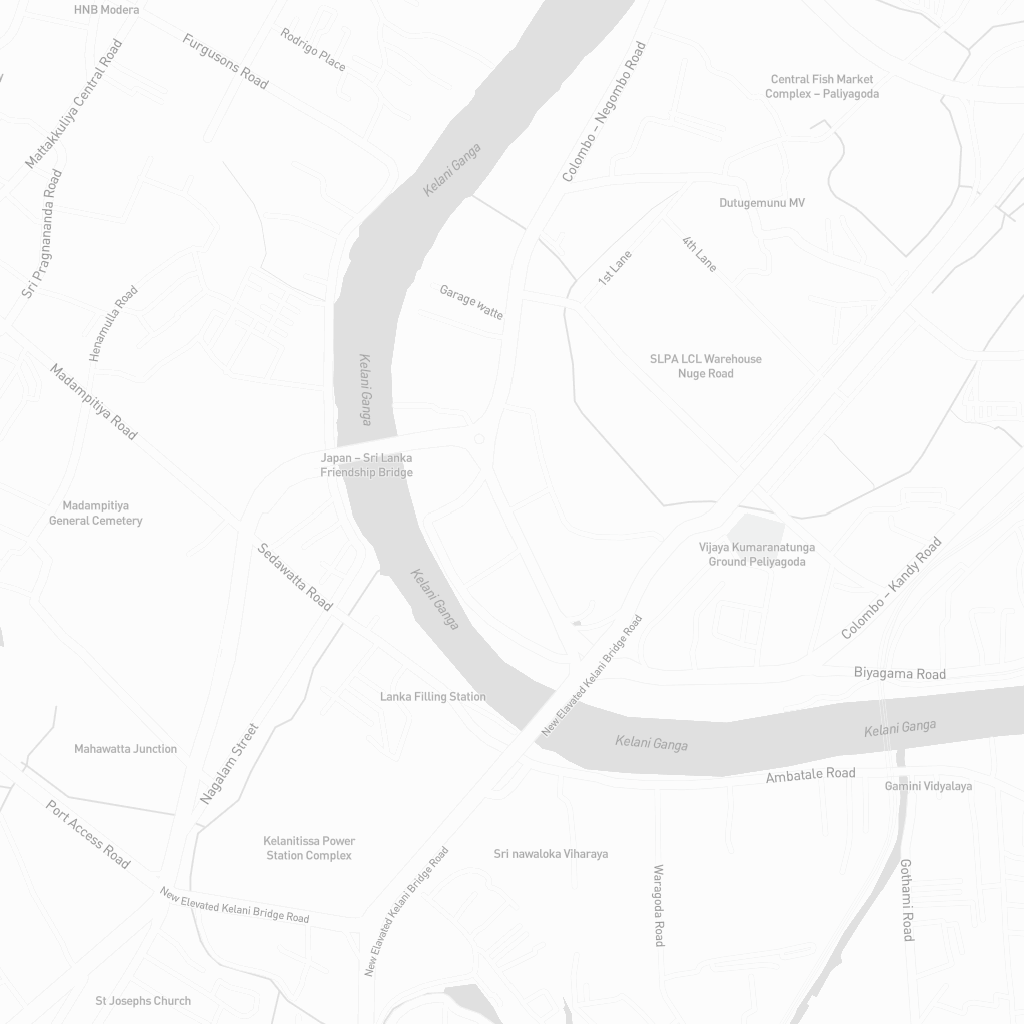 HNB Modera
Rodrigo Place
Furgusons Road
Mattakkuliya Central Road
Colombo – Negombo Road
Central Fish Market
Complex – Paliyagoda
Kelani Ganga
Sri Pragnananda Road
Dutugemunu MV
4th Lane
1st Lane
Garage watte
Henamulla Road
Kelani Ganga
SLPA LCL Warehouse
Nuge Road
Madampitiya Road
Japan – Sri Lanka
Friendship Bridge
Madampitiya
General Cemetery
Vijaya Kumaranatunga
Ground Peliyagoda
Sedawatta Road
Kelani Ganga
Colombo – Kandy Road
New Elavated Kelani Bridge Road
Biyagama Road
Lanka Filling Station
Kelani Ganga
Kelani Ganga
Mahawatta Junction
Nagalam Street
Ambatale Road
Gamini Vidyalaya
Port Access Road
Kelanitissa Power
Station Complex
Sri nawaloka Viharaya
Waragoda Road
Gothami Road
New Elevated Kelani Bridge Road
New Elavated Kelani Bridge Road
St Josephs Church